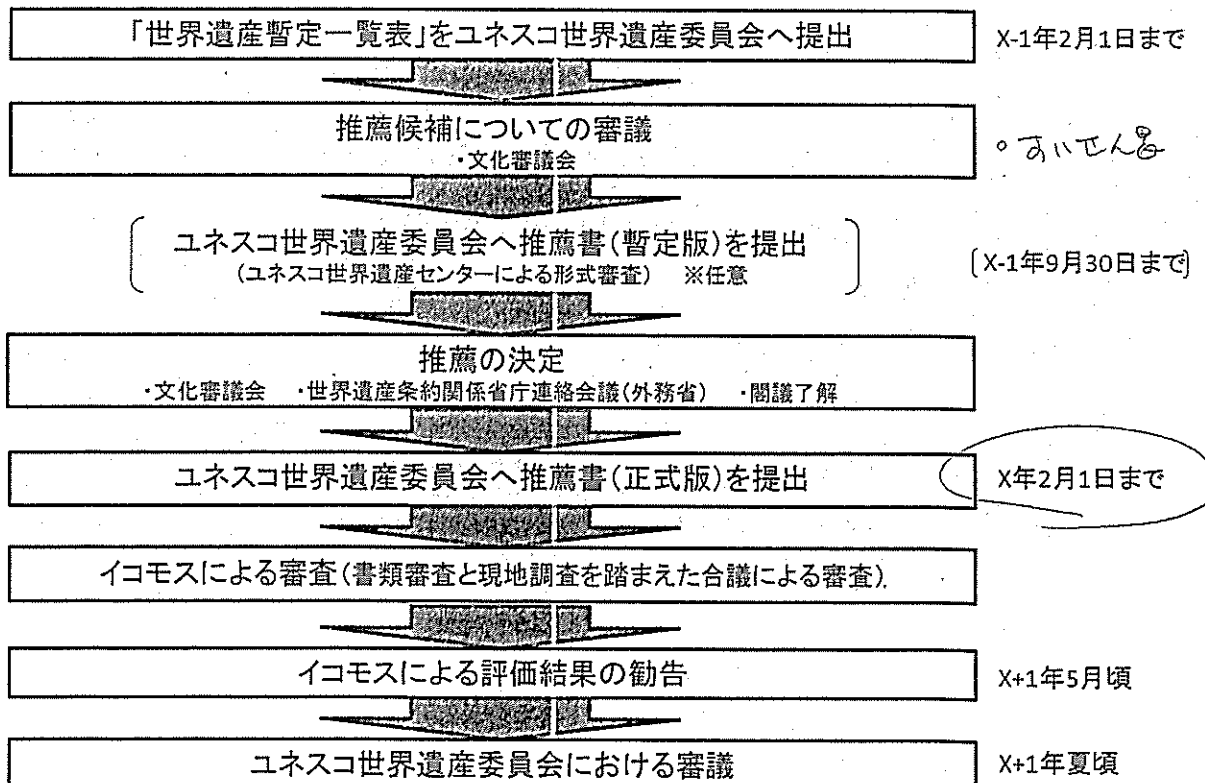 「世界遺産暫定一覧表」をユネスコ世界遺産委員会へ提出 X-1年2月1日まで
推薦候補についての審議
・文化審議会
。すいせん
ユネスコ世界遺産委員会へ推薦書(暫定版)を提出
(ユネスコ世界遺産センターによる形式審査) ※任意
(X-1年9月30日まで)
推薦の決定
・文化審議会 ・世界遺産条約関係省庁連絡会議(外務省) ・閣議了解
ユネスコ世界遺産委員会へ推薦書(正式版)を提出 X年2月1日まで
イコモスによる審査(書類審査と現地調査を踏まえた合議による審査)
イコモスによる評価結果の勧告 X+1年5月頃
ユネスコ世界遺産委員会における審議 X+1年夏頃